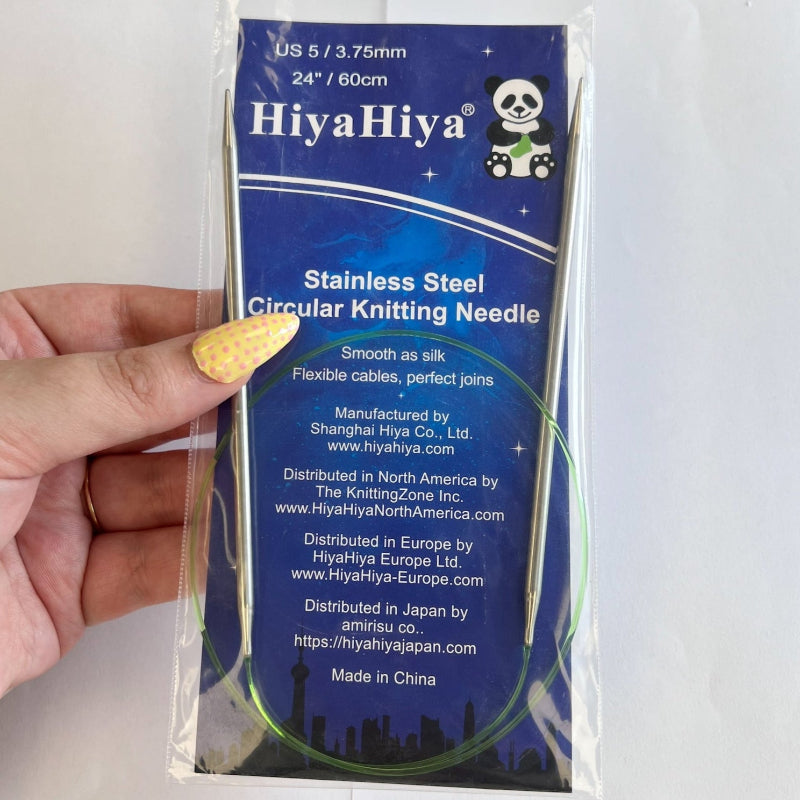 US 5 / 3.75mm
24" / 60cm
HiyaHiya®
Stainless Steel
Circular Knitting Needle
Smooth as silk
Flexible cables, perfect joins
Manufactured by
Shanghai Hiya Co., Ltd.
www.hiyahiya.com
Distributed in North America by
The KnittingZone Inc.
www.HiyaHiyaNorthAmerica.com
Distributed in Europe by
HiyaHiya Europe Ltd.
www.HiyaHiya-Europe.com
Distributed in Japan by
amirisu co..
https://hiyahiyajapan.com
Made in China